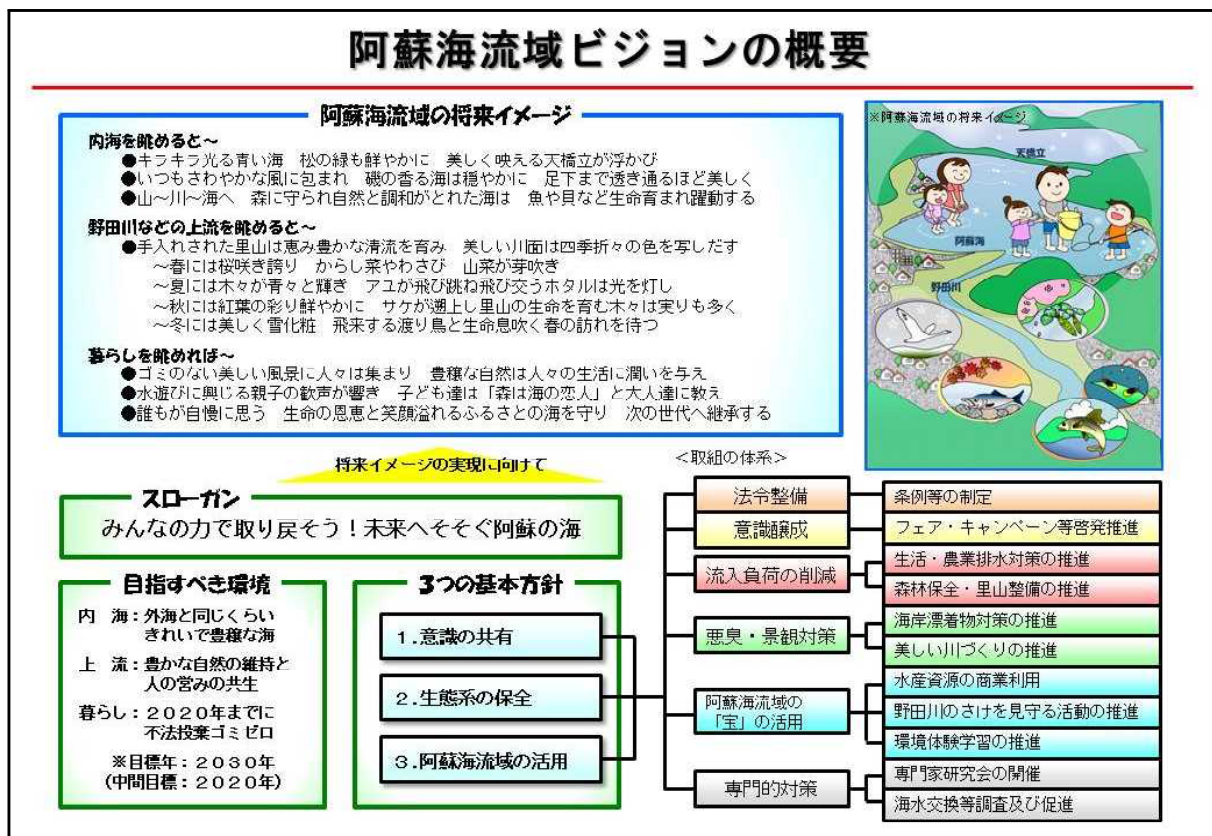 阿蘇海流域ビジョンの概要
阿蘇海流域の将来イメージ
内海を眺めると～
●キラキラ光る青い海　松の緑も鮮やかに　美しく映える天橋立が浮かび
●いつもさわやかな風に包まれ　磯の香る海は穏やかに　足下まで透き通るほど美しく
●山～川～海へ　森に守られ自然と調和がとれた海は　魚や貝など生命育まれ躍動する
野田川などの上流を眺めると～
●手入れされた里山は恵み豊かな清流を育み　美しい川面は四季折々の色を写しだす
～春には桜咲き誇り　からし菜やわさび　山菜が芽吹き
～夏には木々が青々と輝き　アユが飛び跳ね飛び交うホタルは光を灯し
～秋には紅葉の彩り鮮やかに　サケが遡上し里山の生命を育む木々は実りも多く
～冬には美しく雪化粧　飛来する渡り鳥と生命息吹く春の訪れを待つ
暮らしを眺めれば～
●ゴミのない美しい風景に人々は集まり　豊穣な自然は人々の生活に潤いを与え
●水遊びに興じる親子の歓声が響き　子ども達は「森は海の恋人」と大人達に教え
●誰もが自慢に思う　生命の恩恵と笑顔溢れるふるさとの海を守り　次の世代へ継承する
※阿蘇海流域の将来イメージ
天橋立
阿蘇海
野田川
将来イメージの実現に向けて
スローガン
みんなの力で取り戻そう！未来へそそぐ阿蘇の海
目指すべき環境
内　海：外海と同じくらい
きれいで豊穣な海
上　流：豊かな自然の維持と
人の営みの共生
暮らし：２０２０年までに
不法投棄ゴミゼロ
※目標年：２０３０年
（中間目標：２０２０年）
３つの基本方針
１．意識の共有
２．生態系の保全
３．阿蘇海流域の活用
＜取組の体系＞
法令整備
条例等の制定
意識醸成
フェア・キャンペーン等啓発推進
流入負荷の削減
生活・農業排水対策の推進
森林保全・里山整備の推進
悪臭・景観対策
海岸漂着物対策の推進
美しい川づくりの推進
阿蘇海流域の
「宝」の活用
水産資源の商業利用
野田川のさけを見守る活動の推進
環境体験学習の推進
専門的対策
専門家研究会の開催
海水交換等調査及び促進